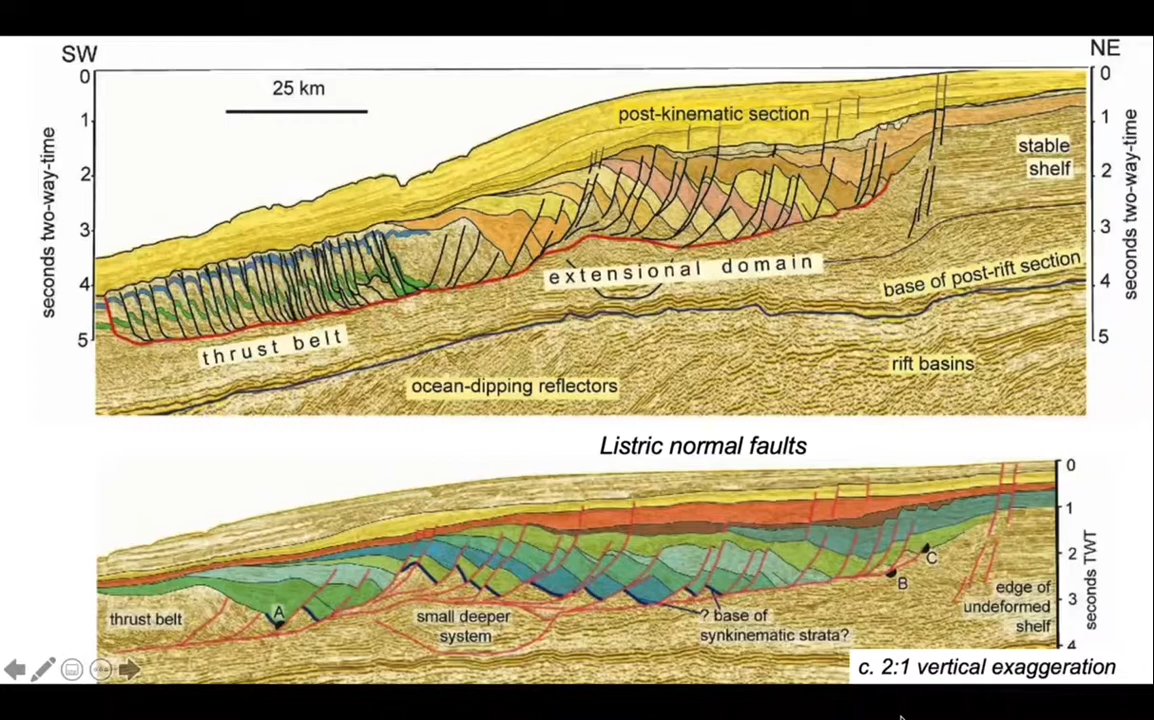 SW
NE
0
25 km
0
post-kinematic section
1
1
stable
shelf
2
2
seconds two-way-time
seconds two-way-time
3
3
4
extensional domain
4
base of post-rift section
5
thrust belt
5
rift basins
ocean-dipping reflectors
Listric normal faults
0
1
2
C
B
seconds TWT
3
edge of
undeformed
shelf
A
thrust belt
small deeper
system
? base of
synkinematic strata?
4
c. 2:1 vertical exaggeration